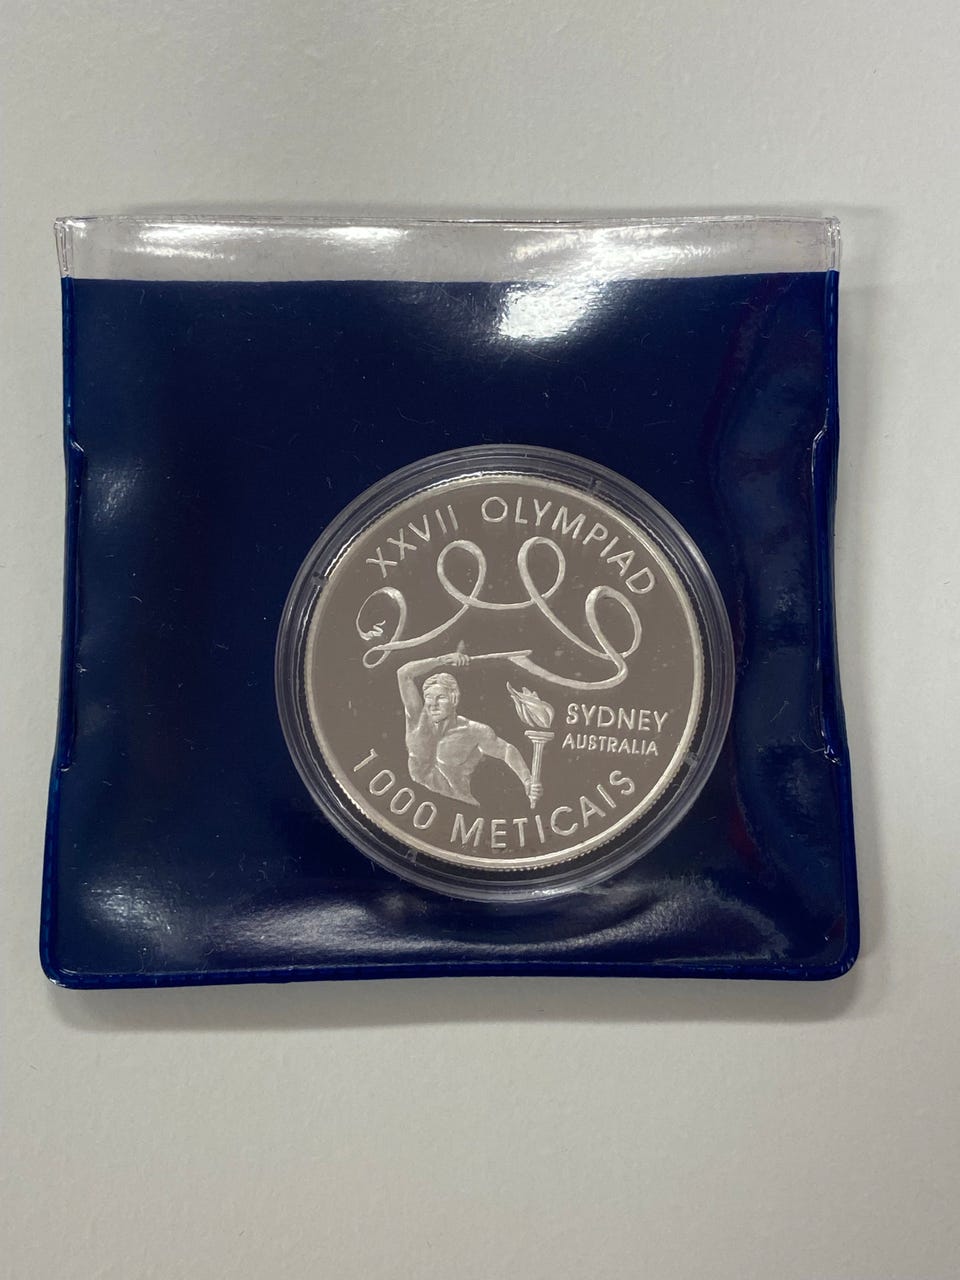 XXVII OLYMPIAD
SYDNEY
AUSTRALIA
1000 METICAIS